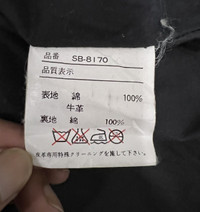 品番 SB-8170
品質表示
表地 綿 100%
牛革
裏地 綿 100%
皮革専用特殊クリーニングを施して下さい。